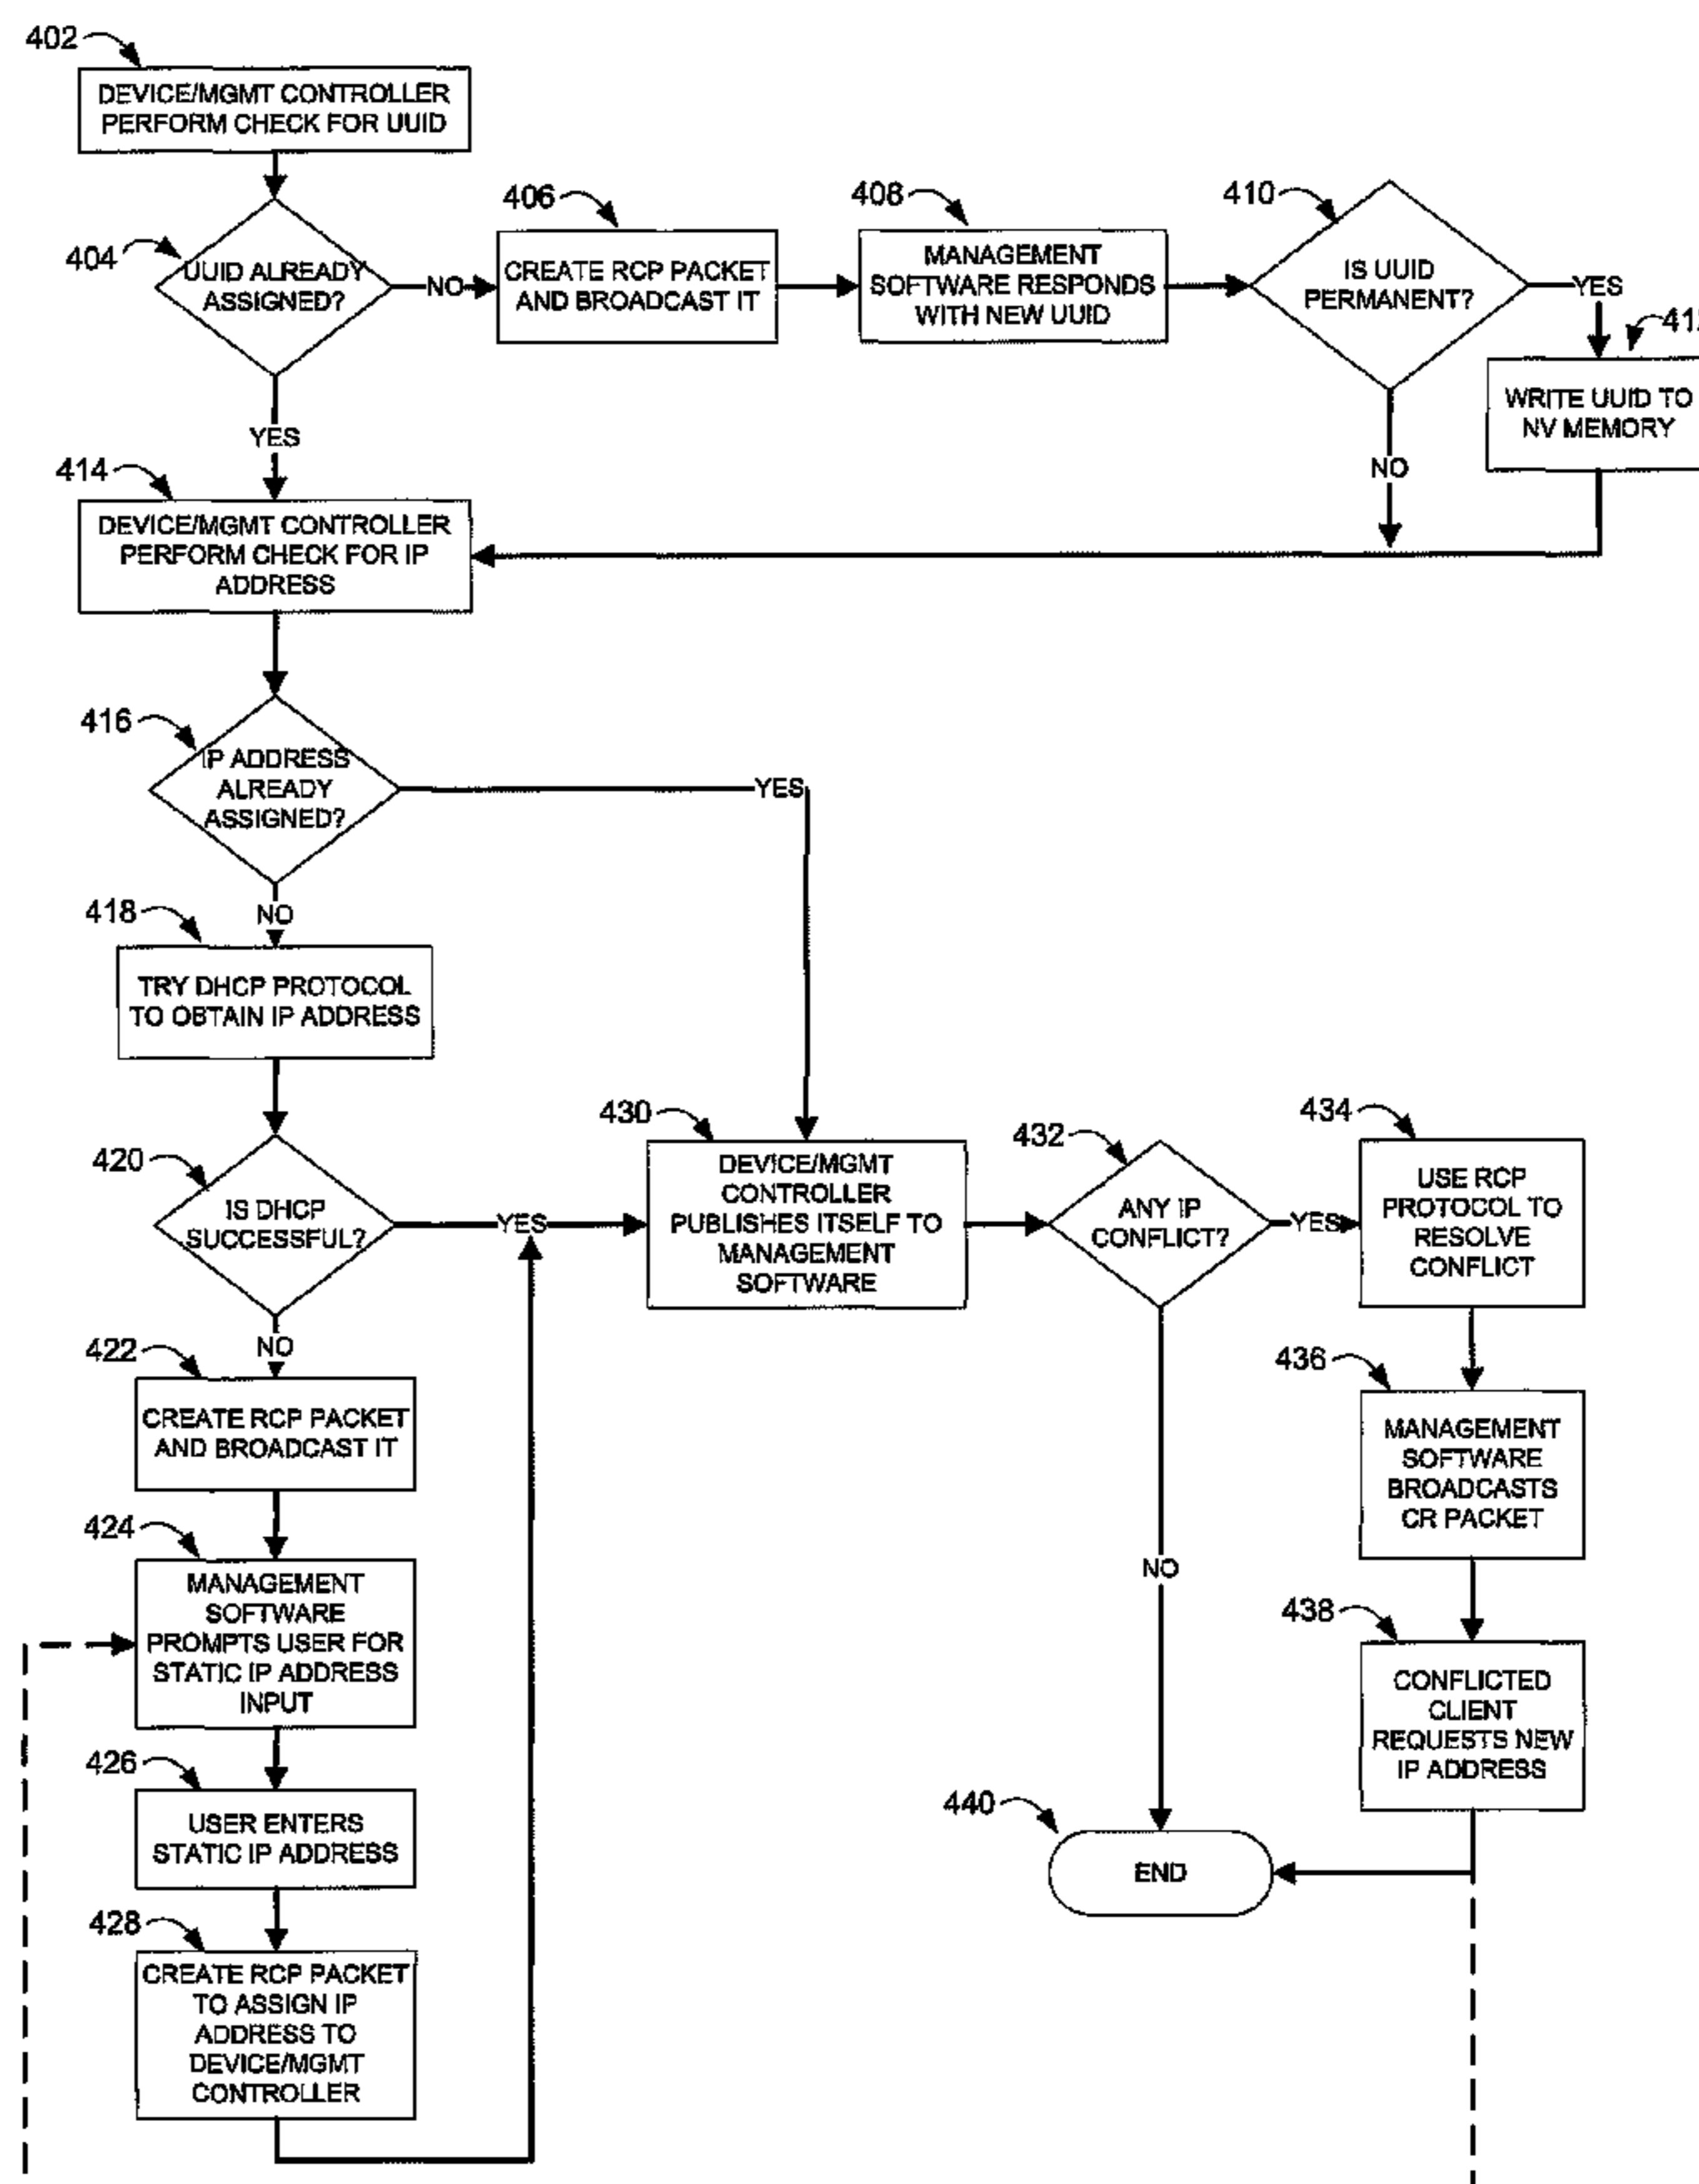 402
DEVICE/MGMT CONTROLLER
PERFORM CHECK FOR UUID
404
UUID ALREADY
ASSIGNED?
NO
406
CREATE RCP PACKET
AND BROADCAST IT
408
MANAGEMENT
SOFTWARE RESPONDS
WITH NEW UUID
410
IS UUID
PERMANENT?
YES
WRITE UUID TO
NV MEMORY
NO
YES
414
DEVICE/MGMT CONTROLLER
PERFORM CHECK FOR IP
ADDRESS
416
IP ADDRESS
ALREADY
ASSIGNED?
YES
NO
418
TRY DHCP PROTOCOL
TO OBTAIN IP ADDRESS
420
IS DHCP
SUCCESSFUL?
YES
430
DEVICE/MGMT
CONTROLLER
PUBLISHES ITSELF TO
MANAGEMENT
SOFTWARE
432
ANY IP
CONFLICT?
YES
434
USE RCP
PROTOCOL TO
RESOLVE
CONFLICT
NO
422
CREATE RCP PACKET
AND BROADCAST IT
436
MANAGEMENT
SOFTWARE
BROADCASTS
CR PACKET
424
MANAGEMENT
SOFTWARE
PROMPTS USER FOR
STATIC IP ADDRESS
INPUT
NO
438
CONFLICTED
CLIENT
REQUESTS NEW
IP ADDRESS
426
USER ENTERS
STATIC IP ADDRESS
440
END
428
CREATE RCP PACKET
TO ASSIGN IP
ADDRESS TO
DEVICE/MGMT
CONTROLLER